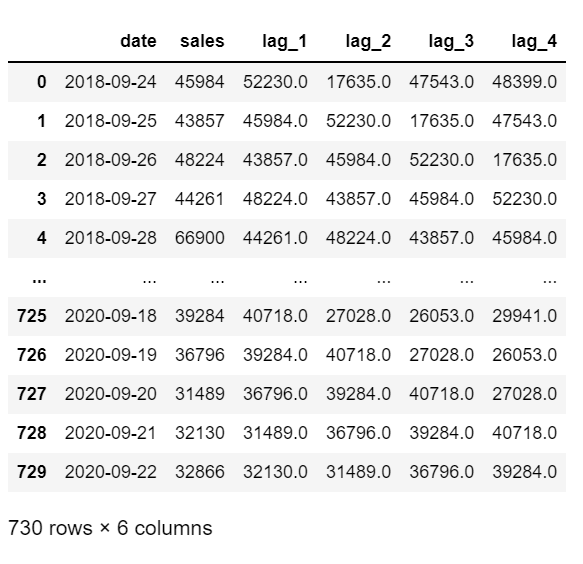 date sales lag_1 lag_2 lag_3 lag_4
0 2018-09-24 45984 52230.0 17635.0 47543.0 48399.0
1 2018-09-25 43857 45984.0 52230.0 17635.0 47543.0
2 2018-09-26 48224 43857.0 45984.0 52230.0 17635.0
3 2018-09-27 44261 48224.0 43857.0 45984.0 52230.0
4 2018-09-28 66900 44261.0 48224.0 43857.0 45984.0
... ... ... ... ... ... ...
725 2020-09-18 39284 40718.0 27028.0 26053.0 29941.0
726 2020-09-19 36796 39284.0 40718.0 27028.0 26053.0
727 2020-09-20 31489 36796.0 39284.0 40718.0 27028.0
728 2020-09-21 32130 31489.0 36796.0 39284.0 40718.0
729 2020-09-22 32866 32130.0 31489.0 36796.0 39284.0
730 rows × 6 columns